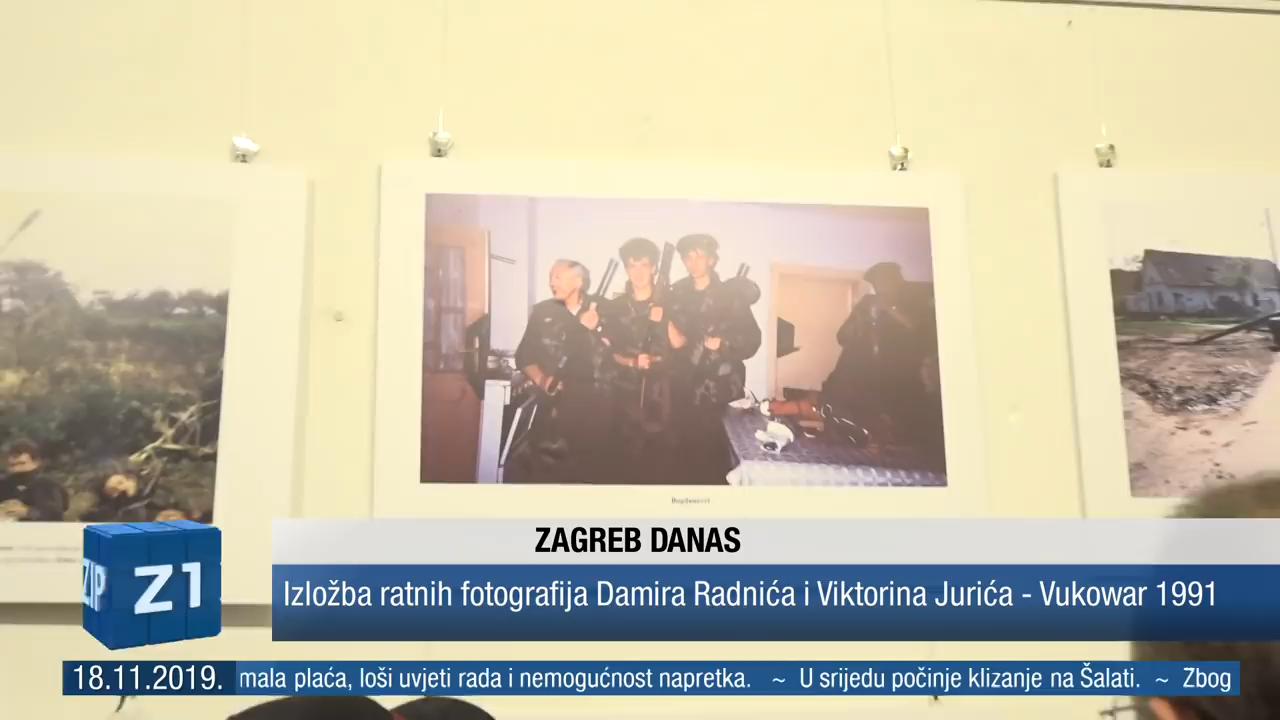 Bogdanovci
ZAGREB DANAS
ZIP Z1
Izložba ratnih fotografija Damira Radnića i Viktorina Jurića - Vukowar 1991
18.11.2019. mala plaća, loši uvjeti rada i nemogućnost napretka. ~ U srijedu počinje klizanje na Šalati. ~ Zbog